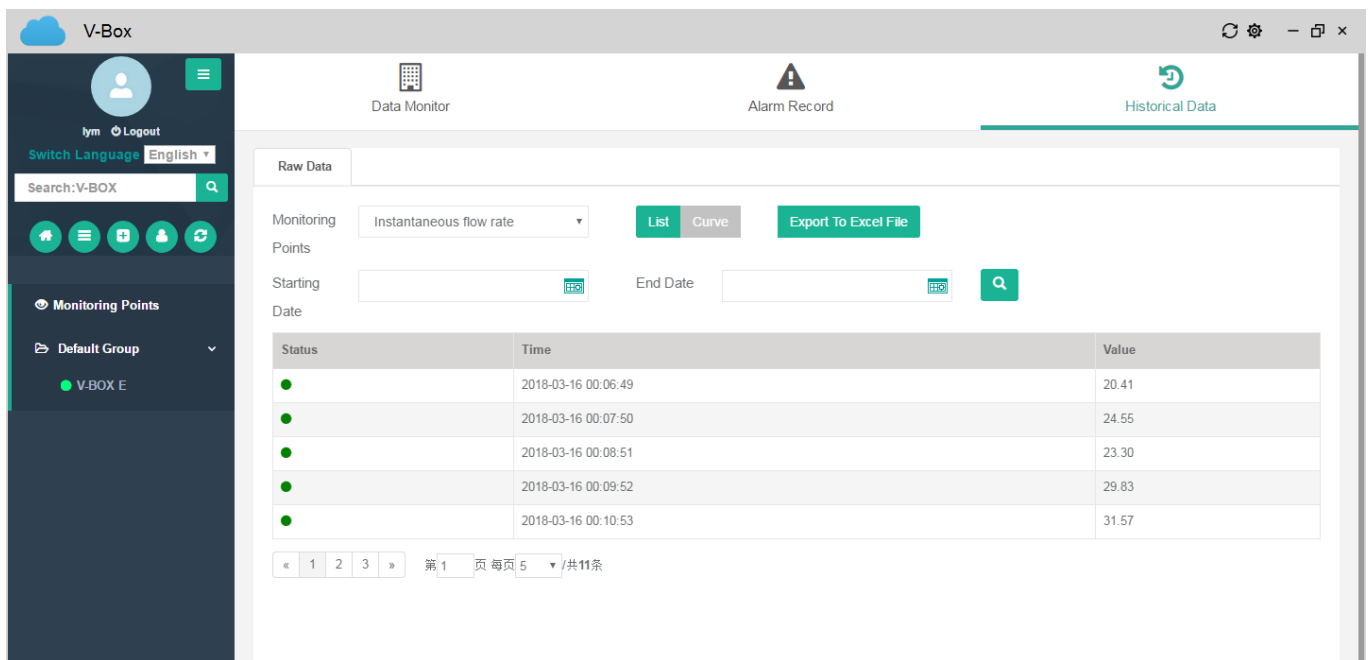 V-Box
lym Logout
Switch Language English
Search:V-BOX
Monitoring Points
Default Group
V-BOX E
Data Monitor
Alarm Record
Historical Data
Raw Data
Monitoring Points
Instantaneous flow rate
List Curve
Export To Excel File
Starting Date
End Date
Status Time Value
2018-03-16 00:06:49 20.41
2018-03-16 00:07:50 24.55
2018-03-16 00:08:51 23.30
2018-03-16 00:09:52 29.83
2018-03-16 00:10:53 31.57
« 1 2 3 » 第 1 页 每页 5 /共11条